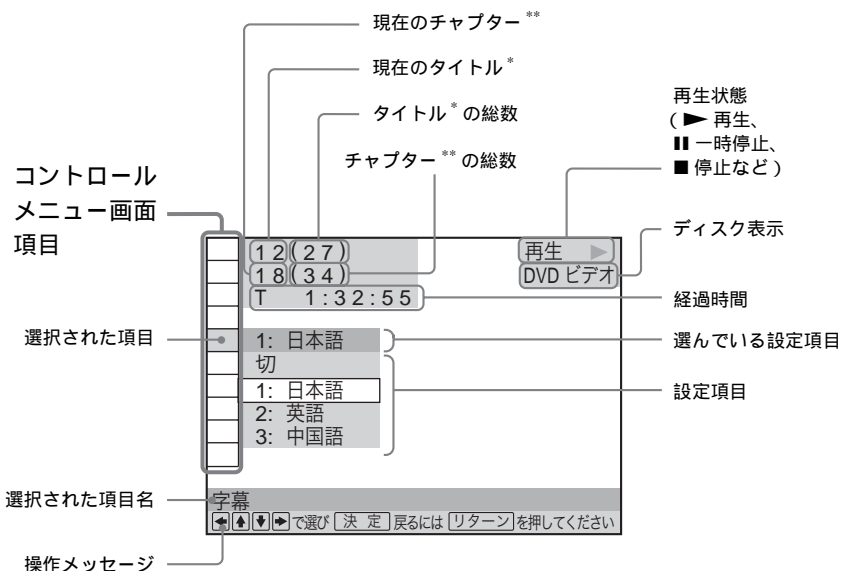 現在のチャプター**
現在のタイトル*
タイトル*の総数
チャプター**の総数
再生状態
(▶ 再生、
❚❚ 一時停止、
■ 停止など)
コントロール
メニュー画面
項目
ディスク表示
経過時間
選択された項目
選んでいる設定項目
設定項目
選択された項目名
操作メッセージ
12(27)
18(34)
T 1:32:55
再生 ▶
DVD ビデオ
1: 日本語
切
1: 日本語
2: 英語
3: 中国語
字幕
←↑↓→で選び 決 定 戻るには リターン を押してください